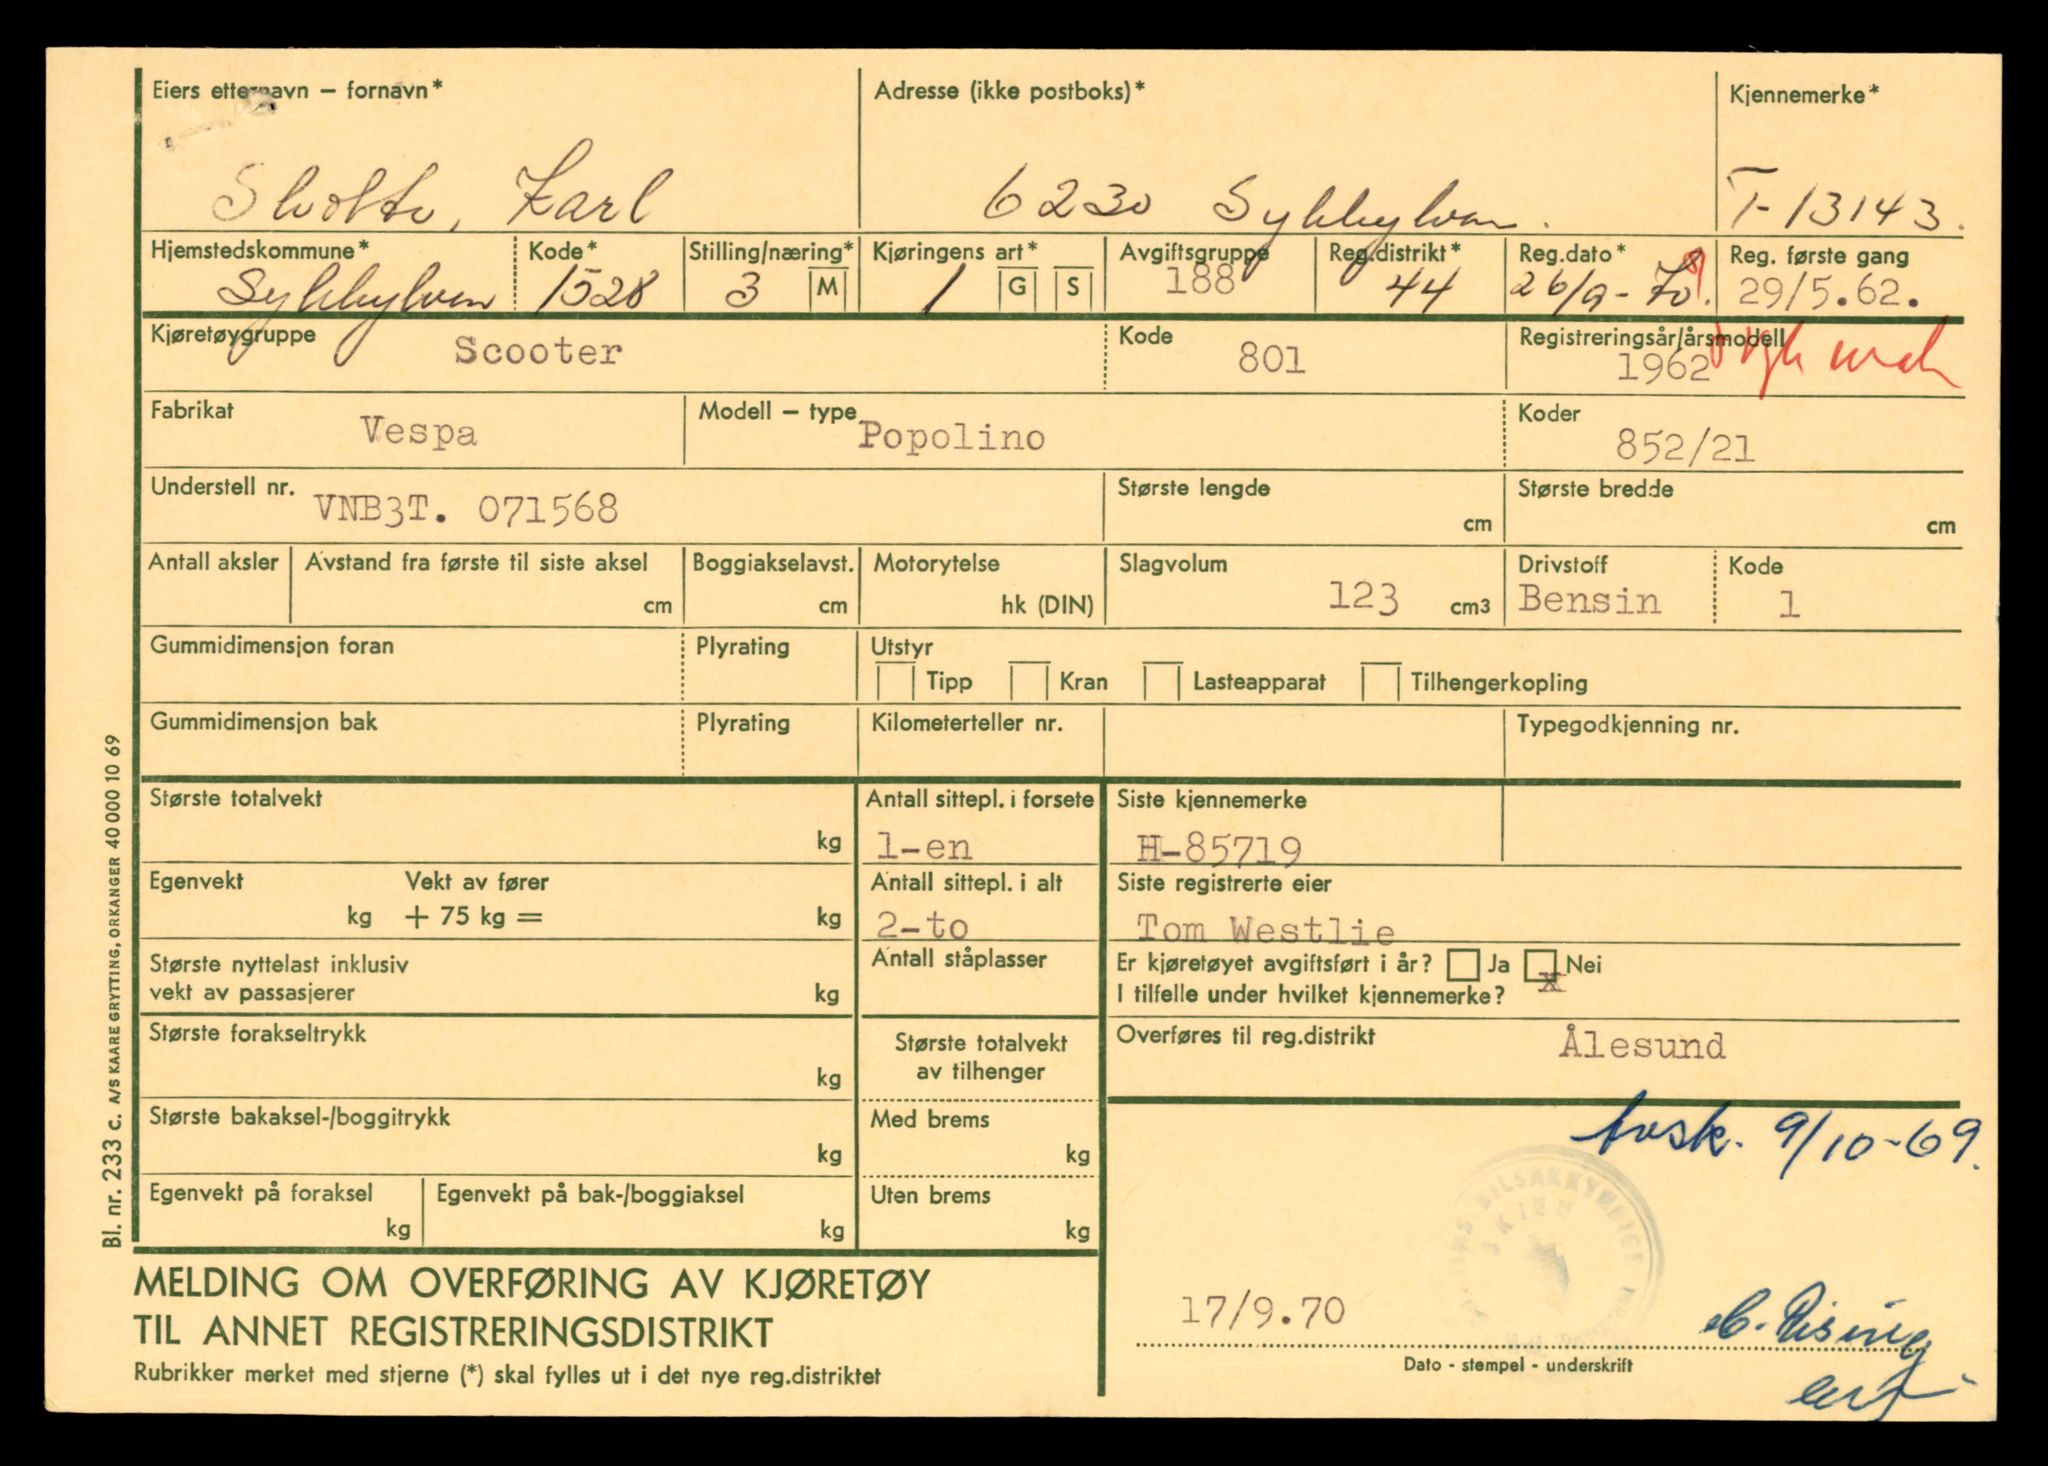 Eiers etternavn – fornavn*
Adresse (ikke postboks)*
Kjennemerke*
Karl
6230 Sykkylven.
T-13143.
Hjemstedskommune*
Kode*
Stilling/næring*
Kjøringens art*
Avgiftsgruppe
Reg.distrikt*
Reg.dato*
Reg. første gang
Sykkylven
1528
3
M
1
G
S
188
44
26/9-70.
29/5.62.
Kjøretøygruppe
Scooter
Kode
801
Registreringsår/årsmodell
1962
Fabrikat
Vespa
Modell – type
Popolino
Koder
852/21
Understell nr.
VNB3T. 071568
Største lengde
cm
Største bredde
cm
Antall aksler
Avstand fra første til siste aksel
cm
Boggiakselavst.
cm
Motorytelse
hk (DIN)
Slagvolum
123 cm3
Drivstoff
Bensin
Kode
1
Gummidimensjon foran
Plyrating
Utstyr
Tipp
Kran
Lasteapparat
Tilhengerkopling
Gummidimensjon bak
Plyrating
Kilometerteller nr.
Typegodkjenning nr.
Største totalvekt
kg
Antall sittepl. i forsete
1-en
Siste kjennemerke
H-85719
Egenvekt
kg
Vekt av fører
+ 75 kg =
kg
Antall sittepl. i alt
2-to
Siste registrerte eier
Tom Westlie
Største nyttelast inklusiv
vekt av passasjerer
kg
Antall ståplasser
Er kjøretøyet avgiftsført i år? Ja x Nei
I tilfelle under hvilket kjennemerke?
Største forakseltrykk
kg
Største totalvekt
av tilhenger
Overføres til reg.distrikt
Ålesund
Største bakaksel-/boggitrykk
kg
Med brems
kg
avsk. 9/10-69.
Egenvekt på foraksel
kg
Egenvekt på bak-/boggiaksel
kg
Uten brems
kg
MELDING OM OVERFØRING AV KJØRETØY
TIL ANNET REGISTRERINGSDISTRIKT
Rubrikker merket med stjerne (*) skal fylles ut i det nye reg.distriktet
BILSAKKYNDIGE
SKIEN
17/9.70
Dato - stempel - underskrift
Bl. nr. 233 c. A/S KAARE GRYTTING, ORKANGER 40 000 10 69